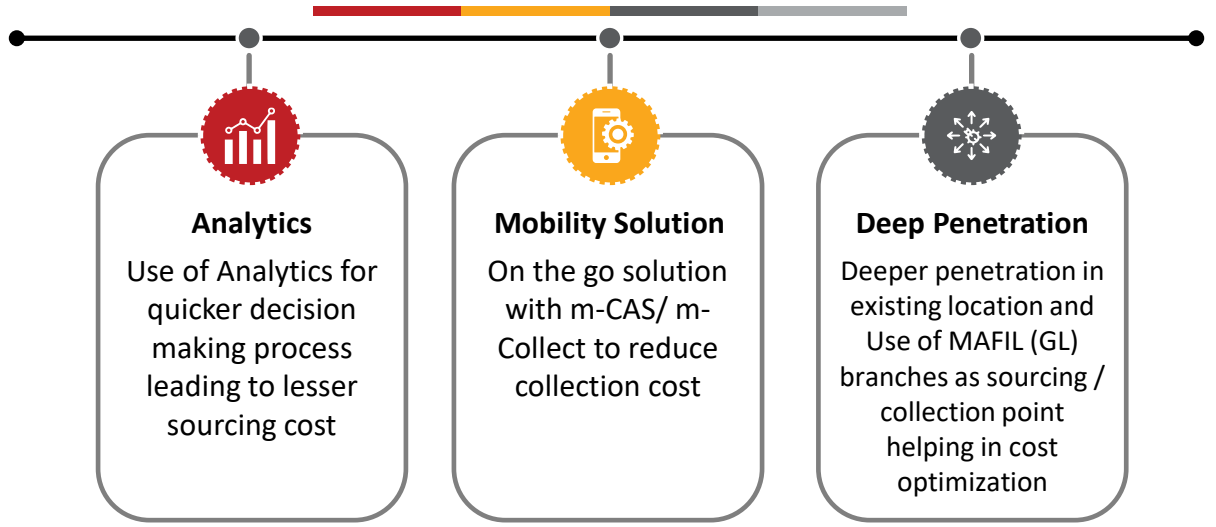 Analytics
Use of Analytics for
quicker decision
making process
leading to lesser
sourcing cost
Mobility Solution
On the go solution
with m-CAS/ m-
Collect to reduce
collection cost
Deep Penetration
Deeper penetration in
existing location and
Use of MAFIL (GL)
branches as sourcing /
collection point
helping in cost
optimization